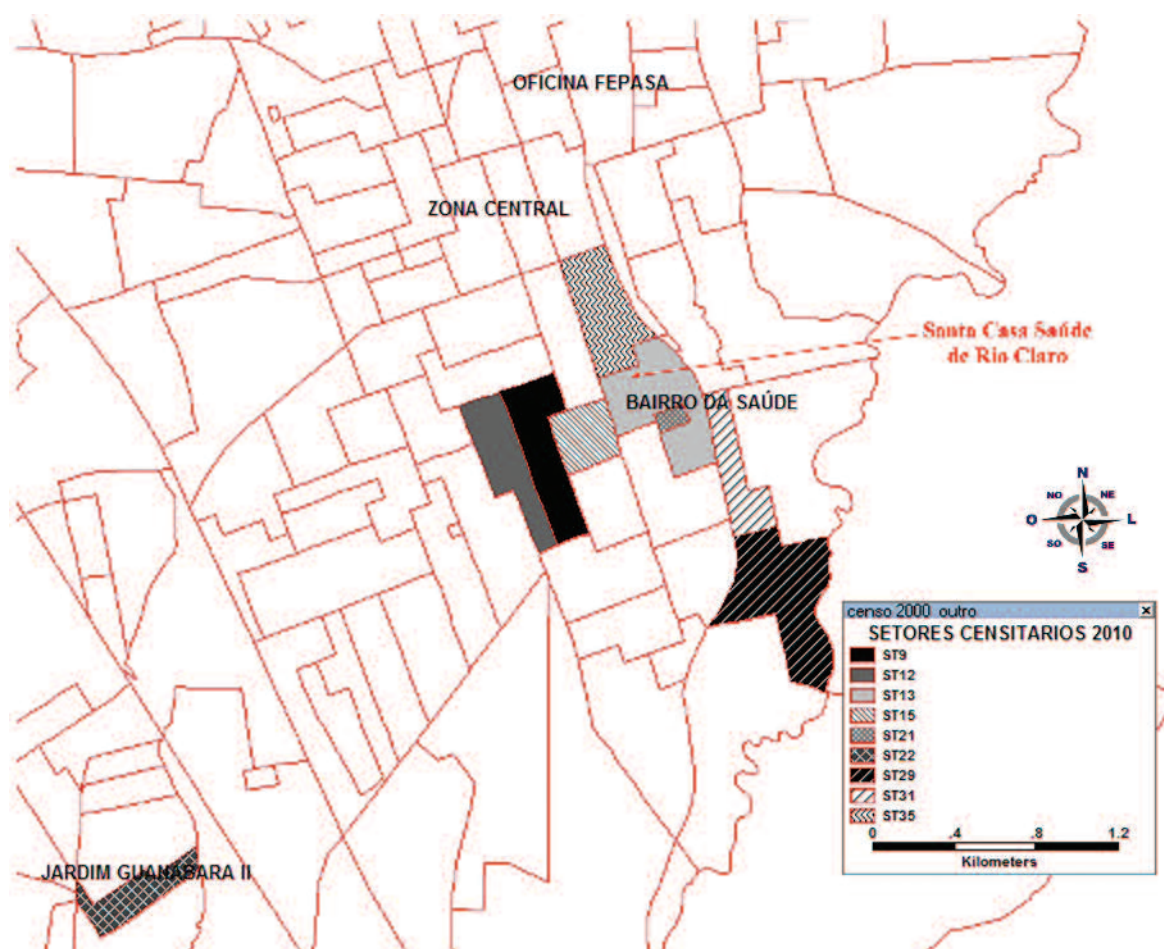 OFICINA FEPASA
ZONA CENTRAL
Santa Casa Saúde
de Rio Claro
BAIRRO DA SAÚDE
N
NO
NE
O
L
SO
SE
S
censo 2000 outro
SETORES CENSITARIOS 2010
ST9
ST12
ST13
ST15
ST21
ST22
ST29
ST31
ST35
0 .4 .8 1.2
Kilometers
JARDIM GUANABARA II